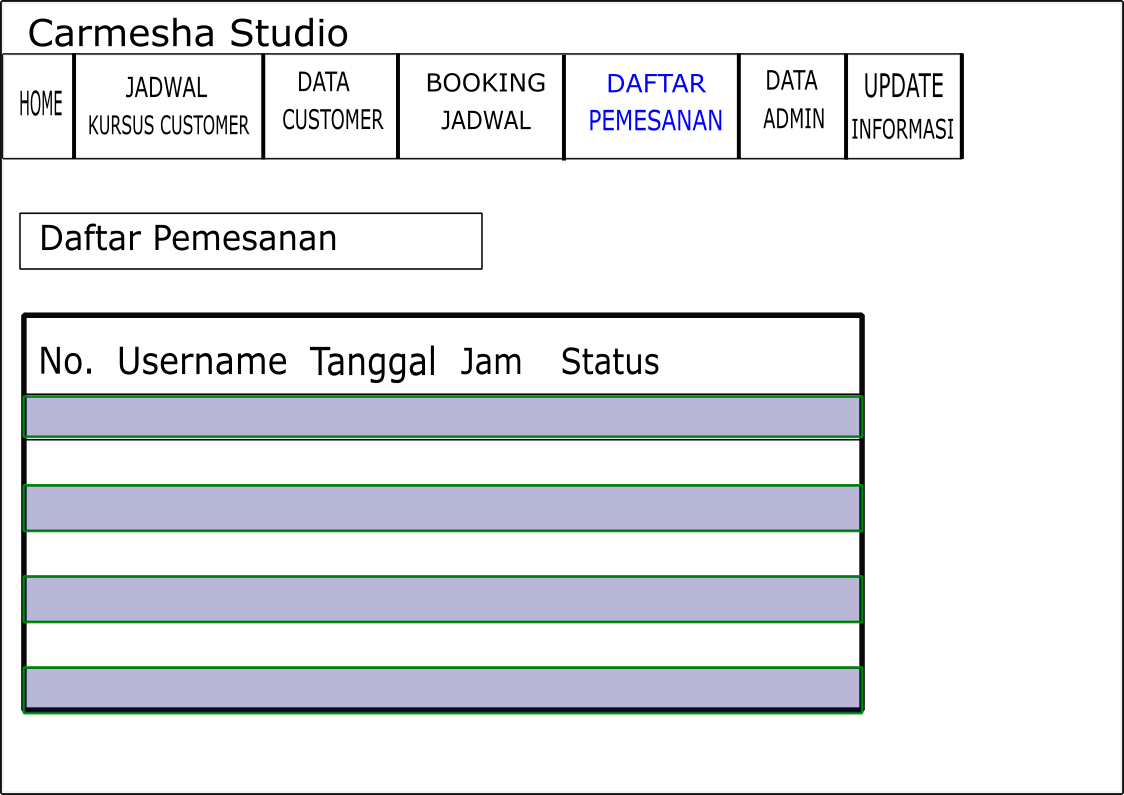 Carmesha Studio
HOME
JADWAL
KURSUS CUSTOMER
DATA
CUSTOMER
BOOKING
JADWAL
DAFTAR
PEMESANAN
DATA
ADMIN
UPDATE
INFORMASI
Daftar Pemesanan
No. Username Tanggal Jam Status